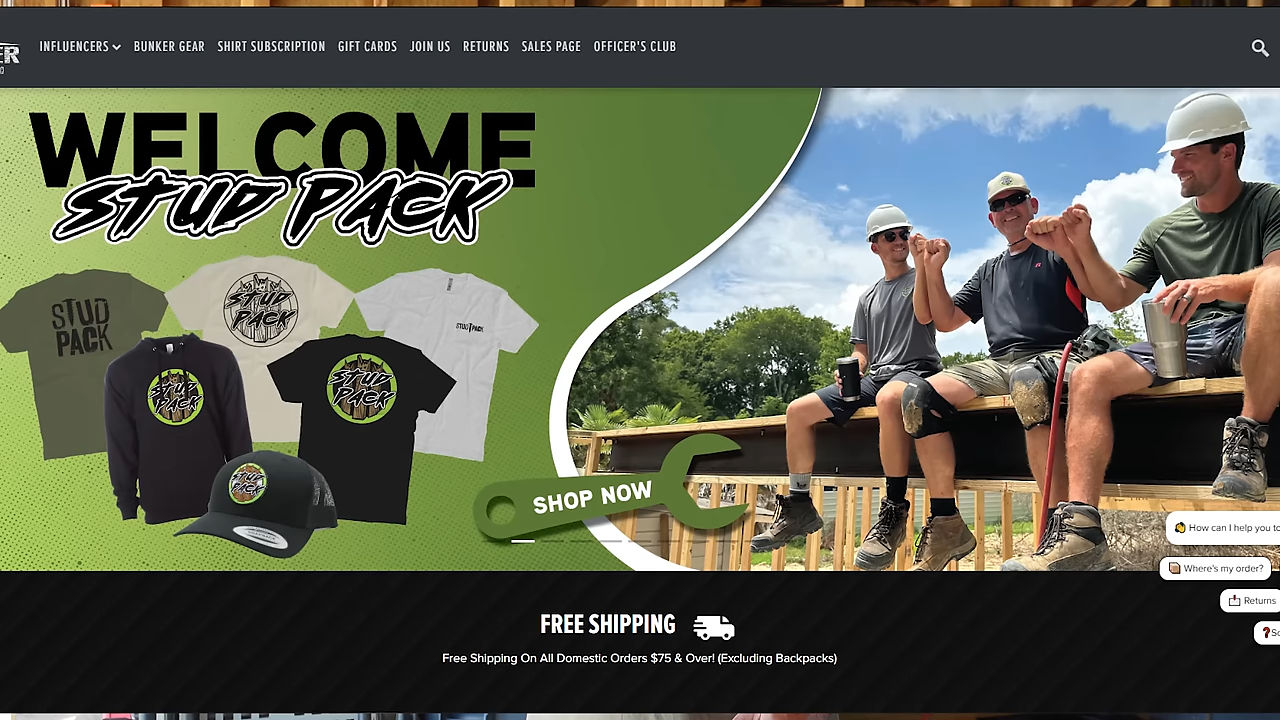 INFLUENCERS BUNKER GEAR SHIRT SUBSCRIPTION GIFT CARDS JOIN US RETURNS SALES PAGE OFFICER'S CLUB
WELCOME
STUD PACK
STUD
PACK
STUD
PACK
STUD PACK
STUD
PACK
STUD
PACK
STUD
PACK
SHOP NOW
How can I help you to
Where's my order?
Returns
FREE SHIPPING
Free Shipping On All Domestic Orders $75 & Over! (Excluding Backpacks)